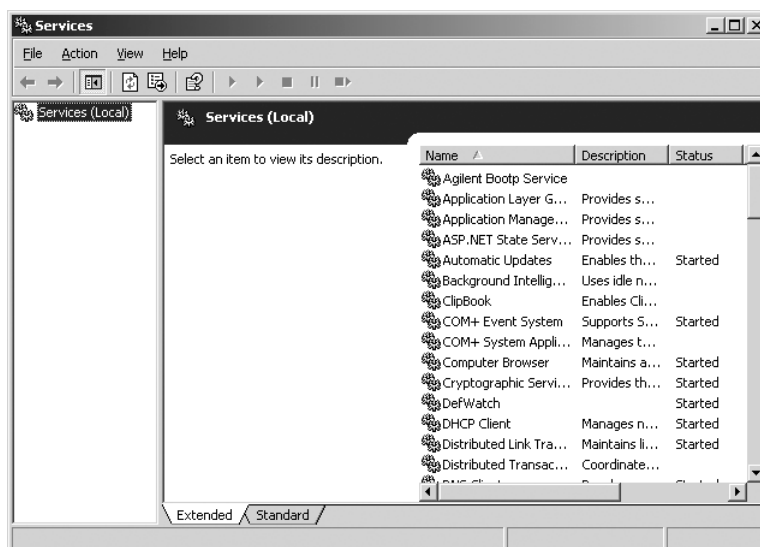 Services
File Action View Help
Services (Local)
Services (Local)
Select an item to view its description.
Name Description Status
Agilent Bootp Service
Application Layer G... Provides s...
Application Manage... Provides s...
ASP.NET State Serv... Provides s...
Automatic Updates Enables th... Started
Background Intellig... Uses idle n...
ClipBook Enables Cli...
COM+ Event System Supports S... Started
COM+ System Appli... Manages t...
Computer Browser Maintains a... Started
Cryptographic Servi... Provides th... Started
DefWatch Started
DHCP Client Manages n... Started
Distributed Link Tra... Maintains li... Started
Distributed Transac... Coordinate...
Extended Standard